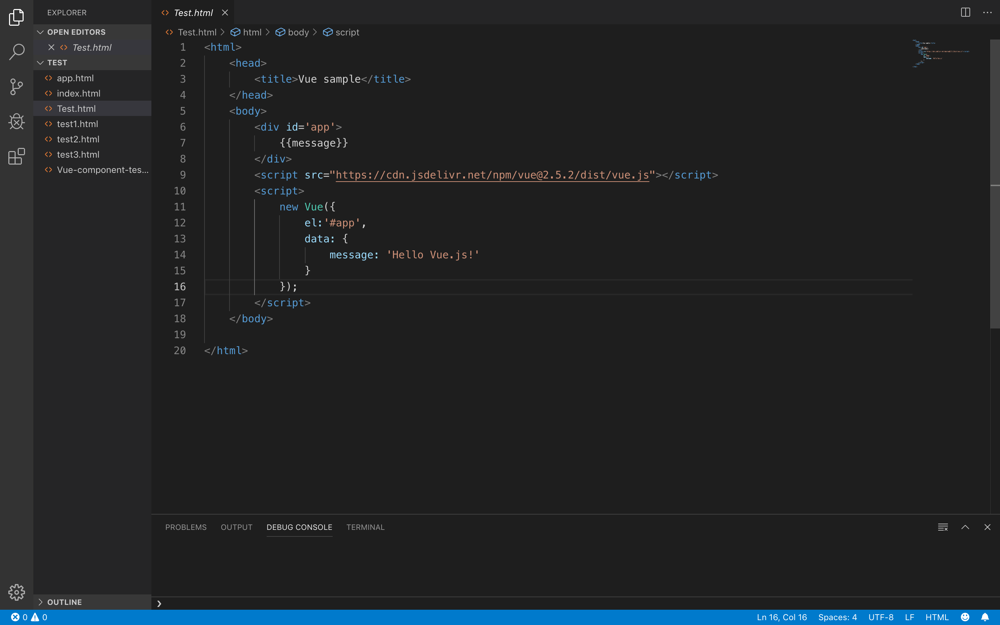 EXPLORER
OPEN EDITORS
Test.html
TEST
app.html
index.html
Test.html
test1.html
test2.html
test3.html
Vue-component-tes...
OUTLINE
Test.html
Test.html > html > body > script
1 <html>
2 <head>
3 <title>Vue sample</title>
4 </head>
5 <body>
6 <div id='app'>
7 {{message}}
8 </div>
9 <script src="https://cdn.jsdelivr.net/npm/vue@2.5.2/dist/vue.js"></script>
10 <script>
11 new Vue({
12 el:'#app',
13 data: {
14 message: 'Hello Vue.js!'
15 }
16 });
17 </script>
18 </body>
19
20 </html>
PROBLEMS OUTPUT DEBUG CONSOLE TERMINAL
0 0 Ln 16, Col 16 Spaces: 4 UTF-8 LF HTML